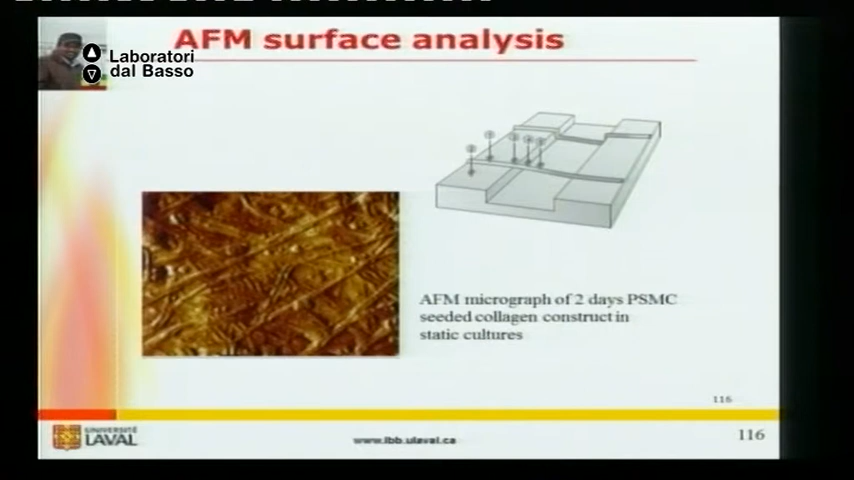 AFM surface analysis
Laboratori
dal Basso
AFM micrograph of 2 days PSMC
seeded collagen construct in
static cultures
116
UNIVERSITÉ
LAVAL
www.lbb.ulaval.ca
116